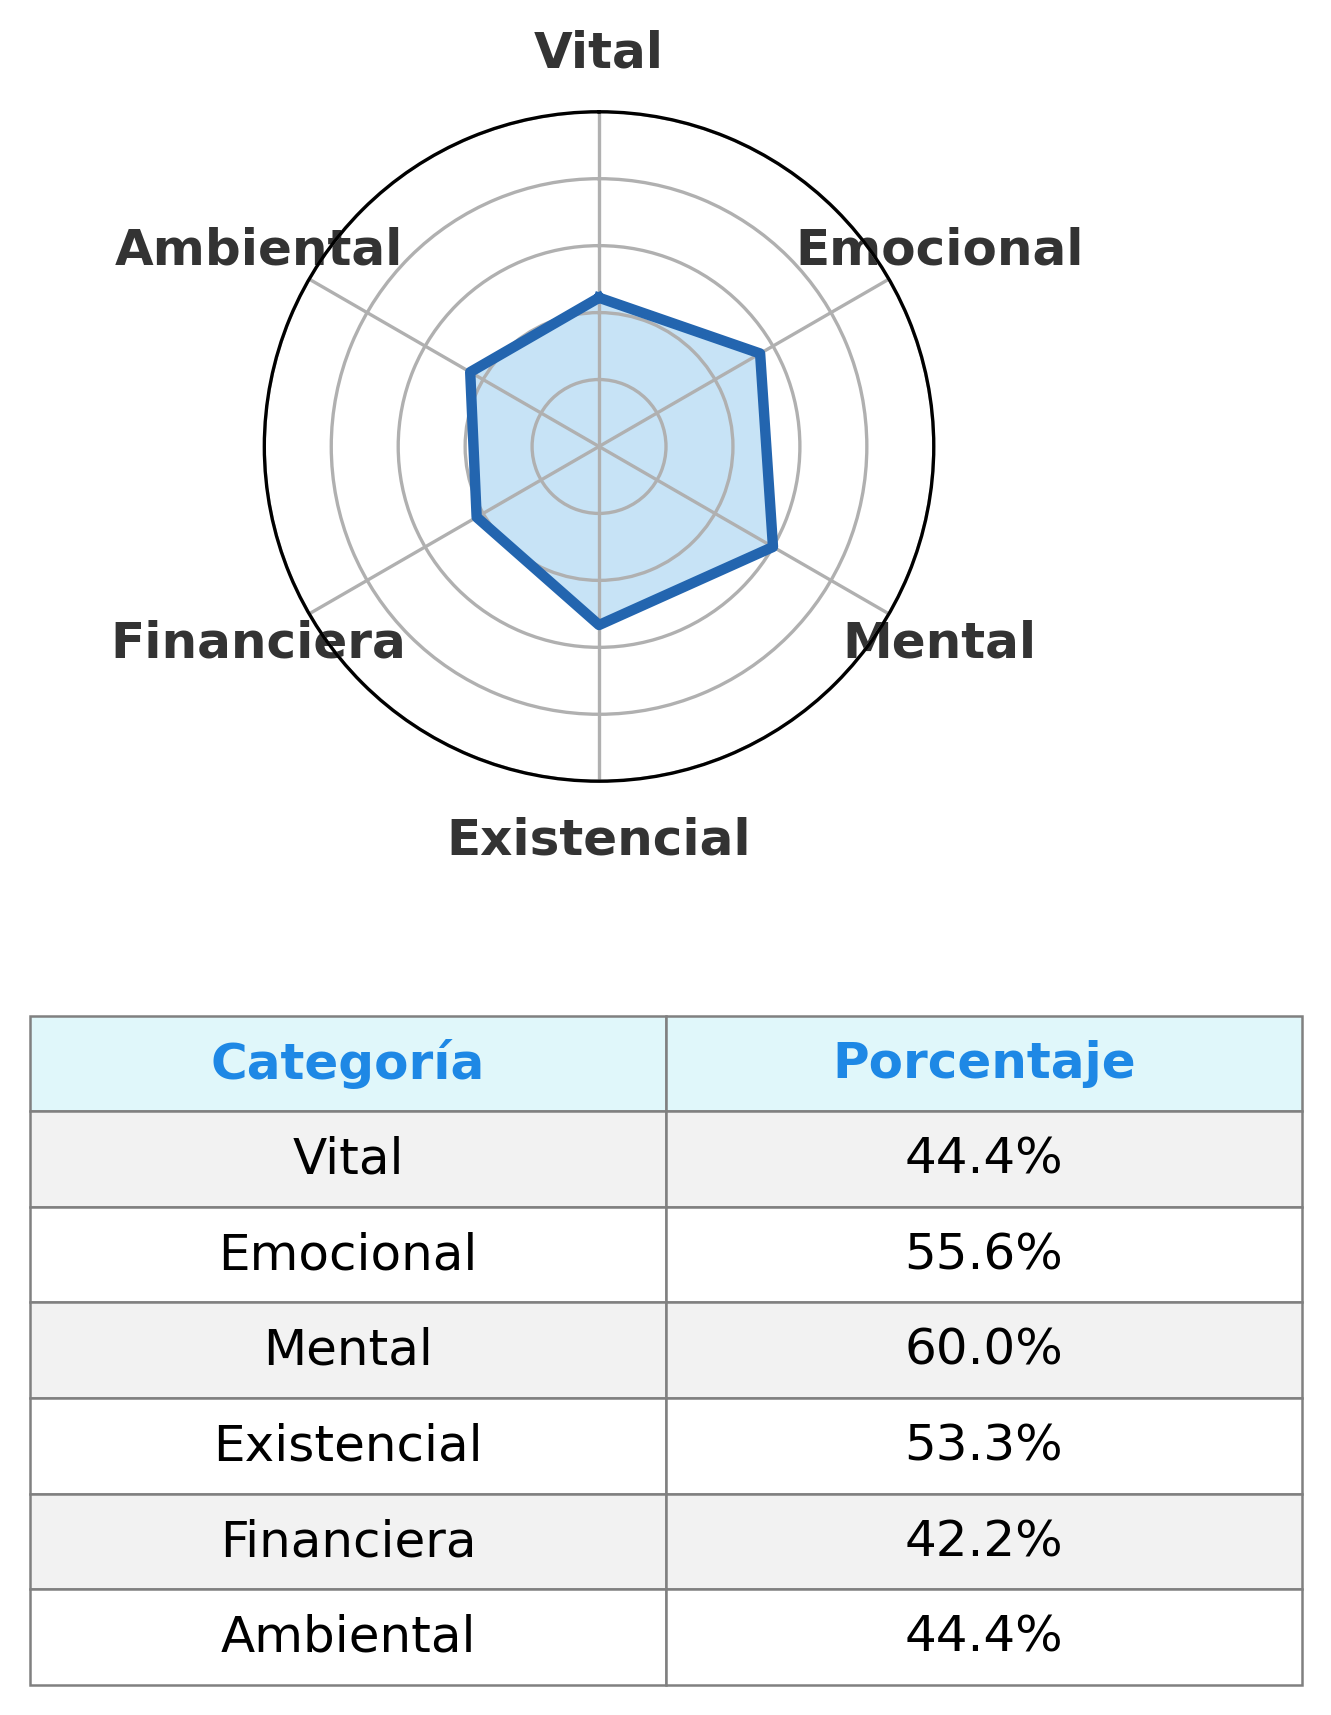 Vital
Ambiental
Emocional
Financiera
Mental
Existencial
Categoría Porcentaje
Vital 44.4%
Emocional 55.6%
Mental 60.0%
Existencial 53.3%
Financiera 42.2%
Ambiental 44.4%